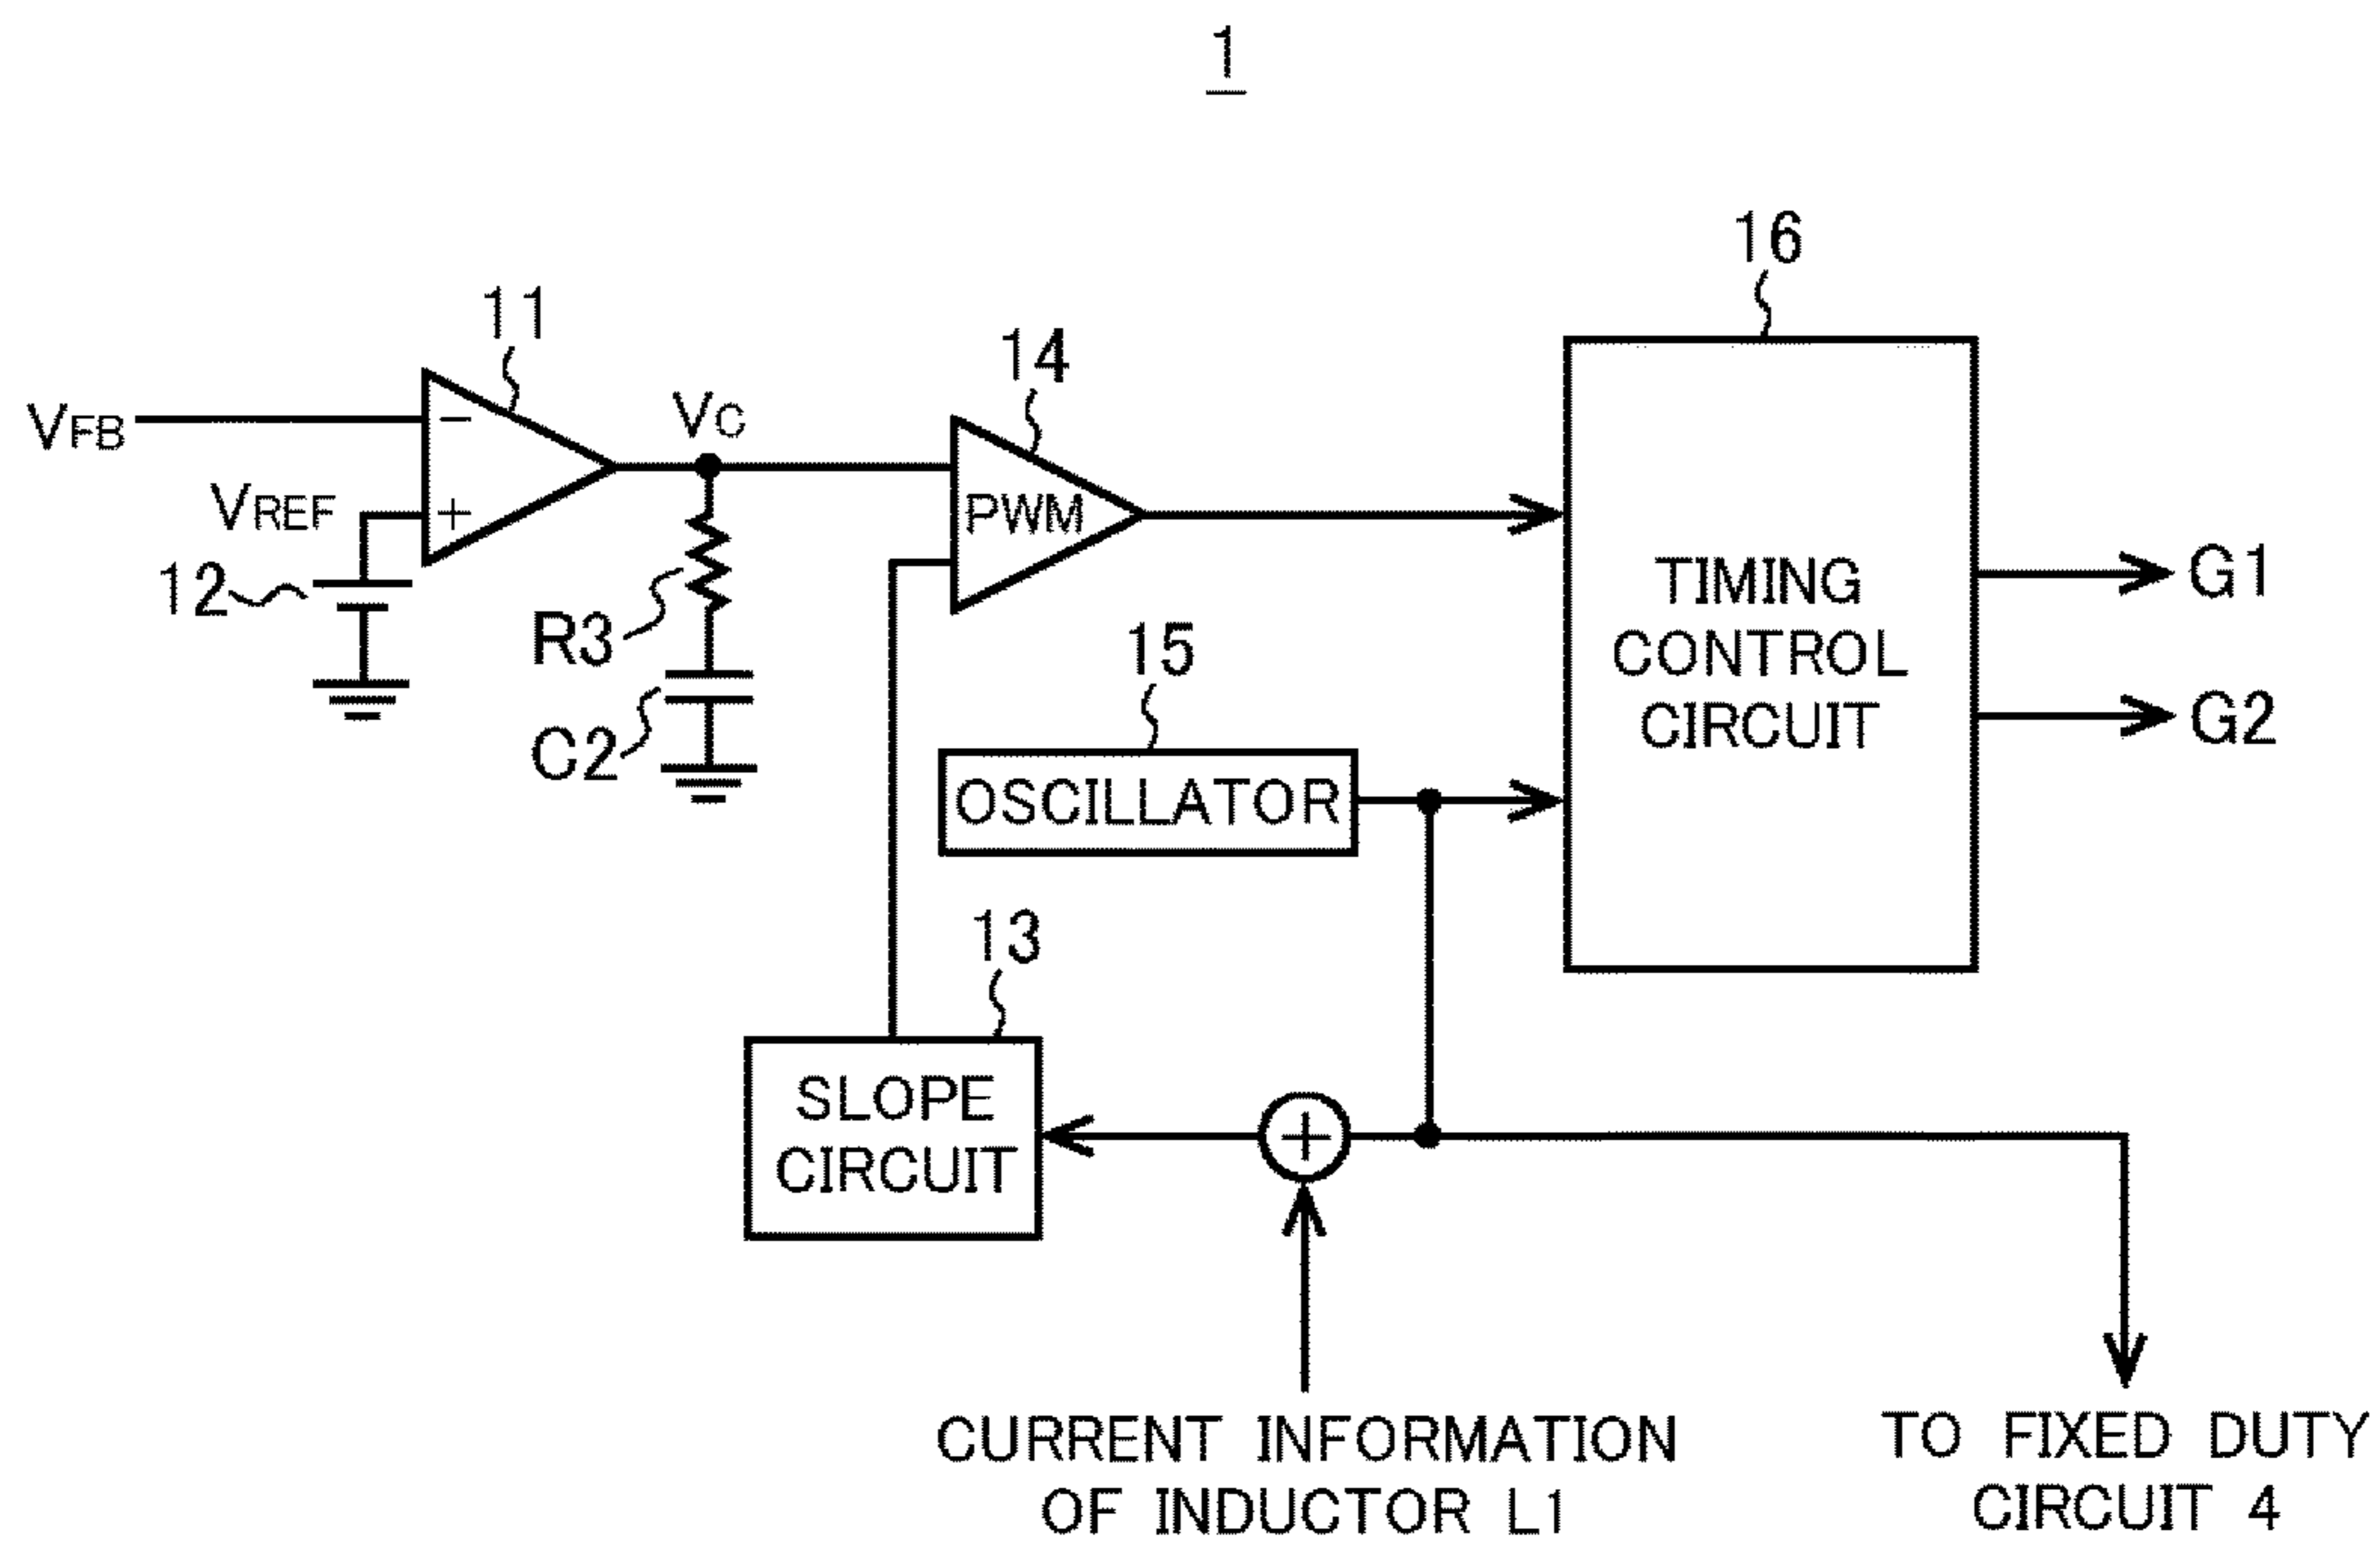 1
16
11
14
VFB
−
VC
PWM
VREF
+
12
R3
C2
TIMING
CONTROL
CIRCUIT
G1
G2
15
OSCILLATOR
13
SLOPE
CIRCUIT
+
CURRENT INFORMATION
OF INDUCTOR L1
TO FIXED DUTY
CIRCUIT 4